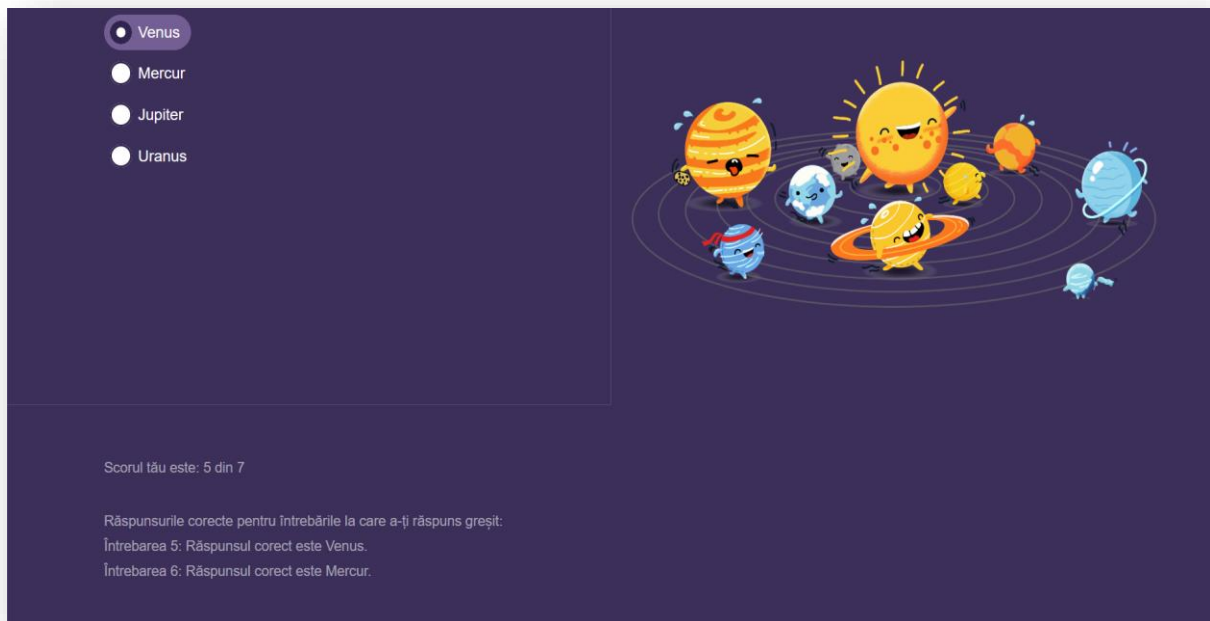 Venus
Mercur
Jupiter
Uranus
Scorul tău este: 5 din 7
Răspunsurile corecte pentru întrebările la care a-ți răspuns greșit:
Întrebarea 5: Răspunsul corect este Venus.
Întrebarea 6: Răspunsul corect este Mercur.